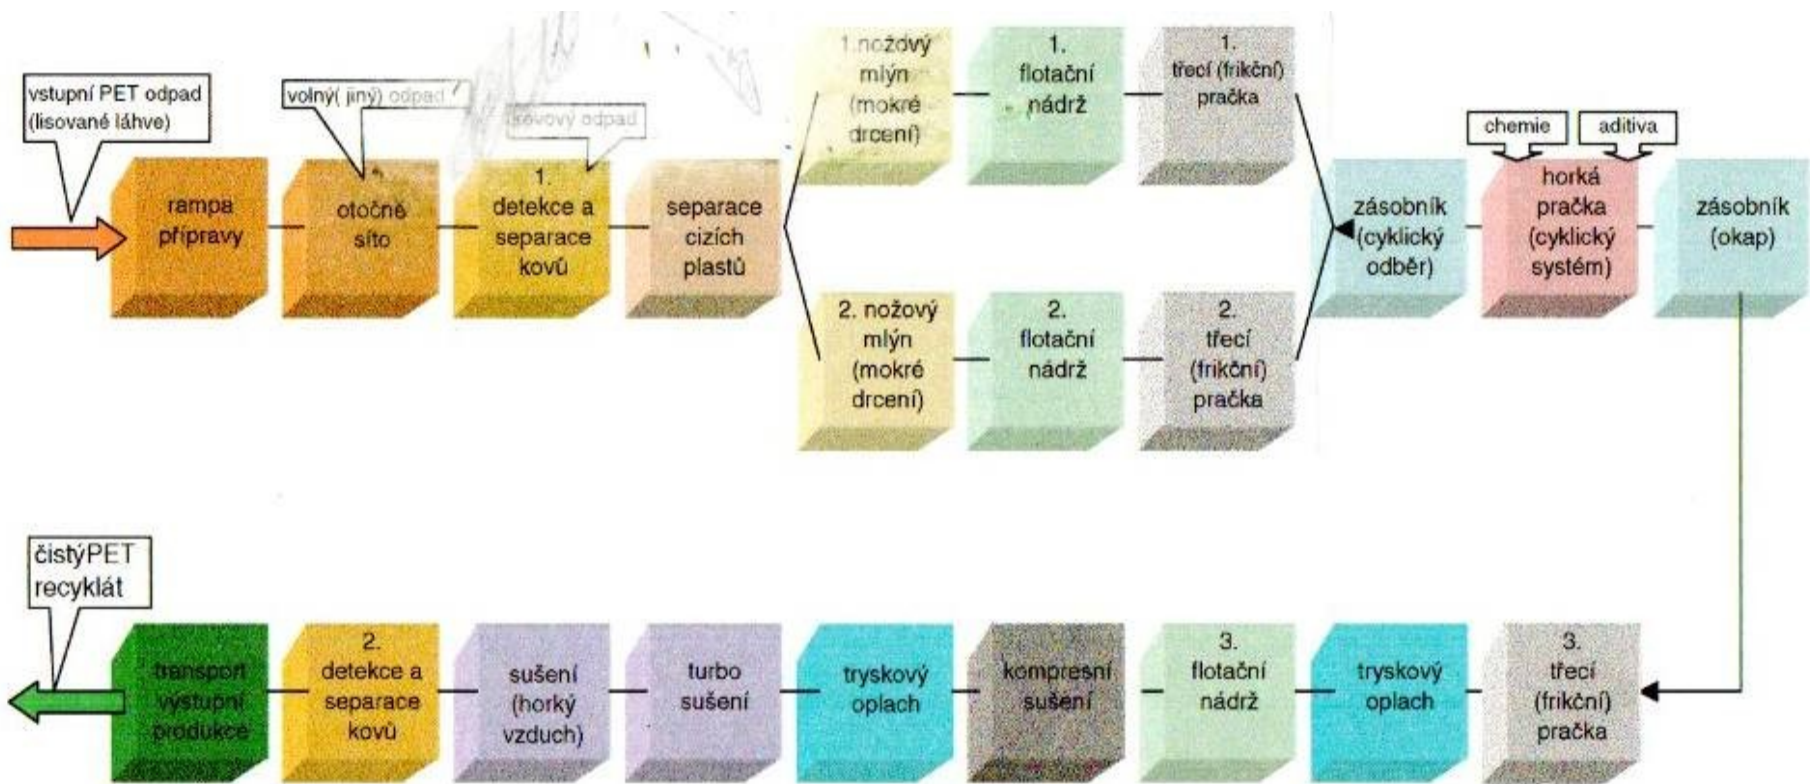 vstupní PET odpad
(lisované láhve)
volný( jiný) odpad
kovový odpad
rampa
přípravy
otočné
síto
1.
detekce a
separace
kovů
separace
cizích
plastů
1.nožový
mlýn
(mokré
drcení)
1.
flotační
nádrž
1.
třecí (frikční)
pračka
2. nožový
mlýn
(mokré
drcení)
2.
flotační
nádrž
2.
třecí
(frikční)
pračka
zásobník
(cyklický
odběr)
chemie
aditiva
horká
pračka
(cyklický
systém)
zásobník
(okap)
čistýPET
recyklát
transport
výstupní
produkce
2.
detekce a
separace
kovů
sušení
(horký
vzduch)
turbo
sušení
tryskový
oplach
kompresní
sušení
3.
flotační
nádrž
tryskový
oplach
3.
třecí
(frikční)
pračka